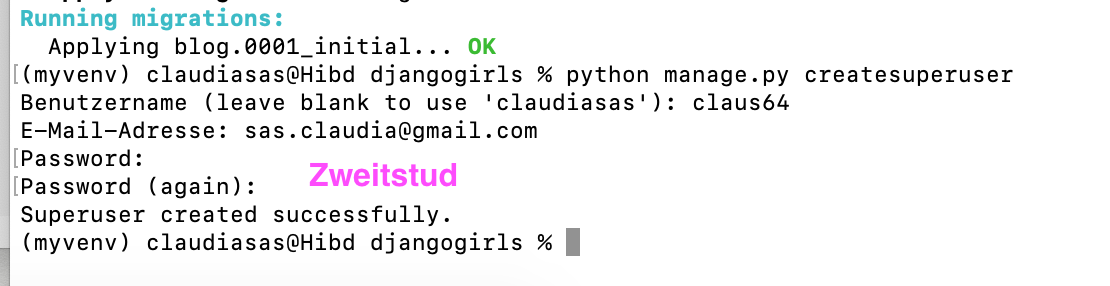 Running migrations:
  Applying blog.0001_initial... OK
[(myvenv) claudiasas@Hibd djangogirls % python manage.py createsuperuser
Benutzername (leave blank to use 'claudiasas'): claus64
E-Mail-Adresse: sas.claudia@gmail.com
[Password:
Zweitstud
[Password (again):
Superuser created successfully.
(myvenv) claudiasas@Hibd djangogirls %